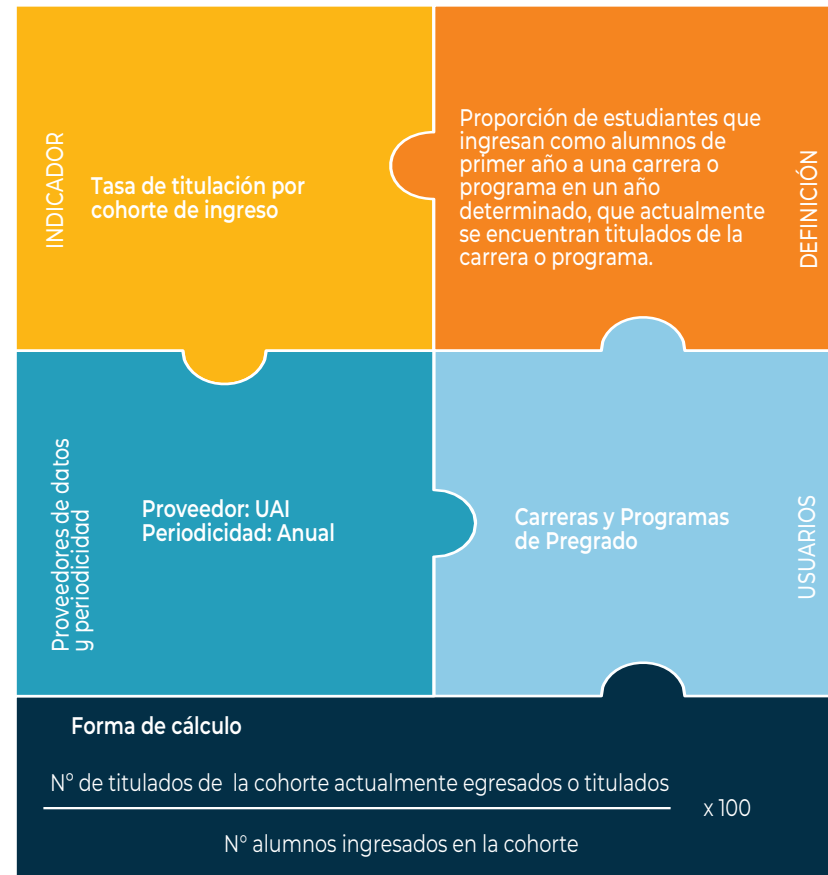 INDICADOR
Tasa de titulación por
cohorte de ingreso
Proporción de estudiantes que
ingresan como alumnos de
primer año a una carrera o
programa en un año
determinado, que actualmente
se encuentran titulados de la
carrera o programa.
DEFINICIÓN
Proveedores de datos
y periodicidad
Proveedor: UAI
Periodicidad: Anual
Carreras y Programas
de Pregrado
USUARIOS
Forma de cálculo
N° de titulados de la cohorte actualmente egresados o titulados
x 100
N° alumnos ingresados en la cohorte